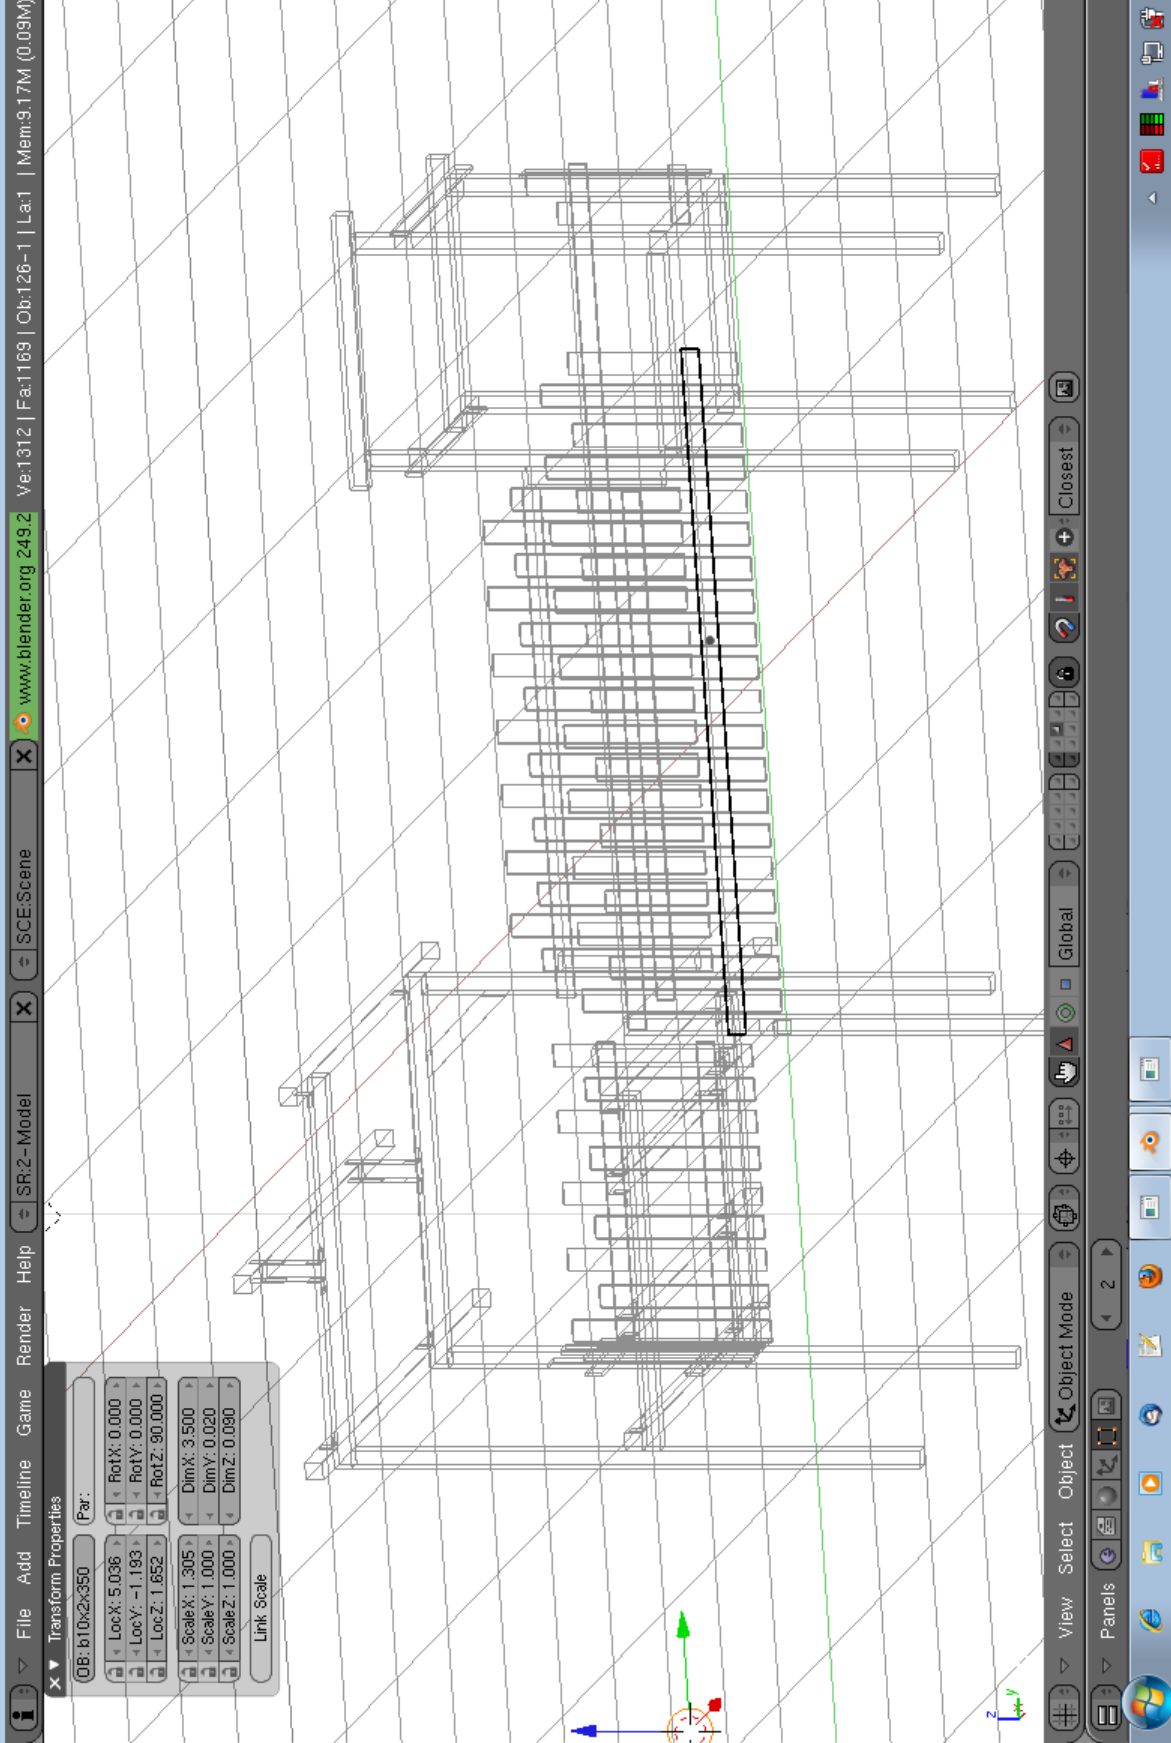 File Add Timeline Game Render Help SR:2-Model SCE:Scene www.blender.org 249.2 Ve:1312 | Fa:1169 | Ob:126-1 | La:1 | Mem:9.17M (0.09M)
Transform Properties
OB: b10x2x350 Par:
LocX: 5.036 RotX: 0.000
LocY: -1.193 RotY: 0.000
LocZ: 1.652 RotZ: 90.000
ScaleX: 1.305 DimX: 3.500
ScaleY: 1.000 DimY: 0.020
ScaleZ: 1.000 DimZ: 0.090
Link Scale
z
y
View Select Object Object Mode Global Closest
Panels 2